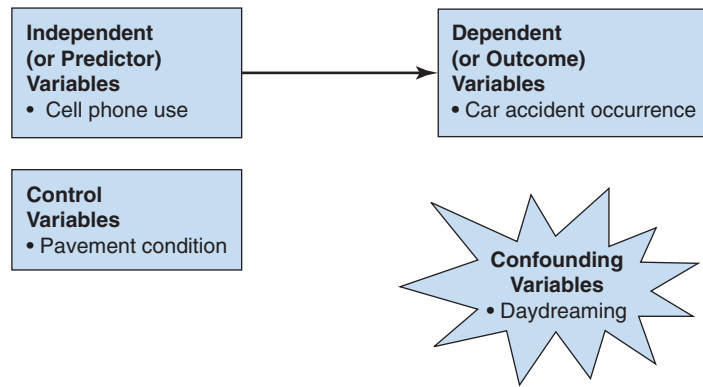 Independent
(or Predictor)
Variables
• Cell phone use
Dependent
(or Outcome)
Variables
• Car accident occurrence
Control
Variables
• Pavement condition
Confounding
Variables
• Daydreaming